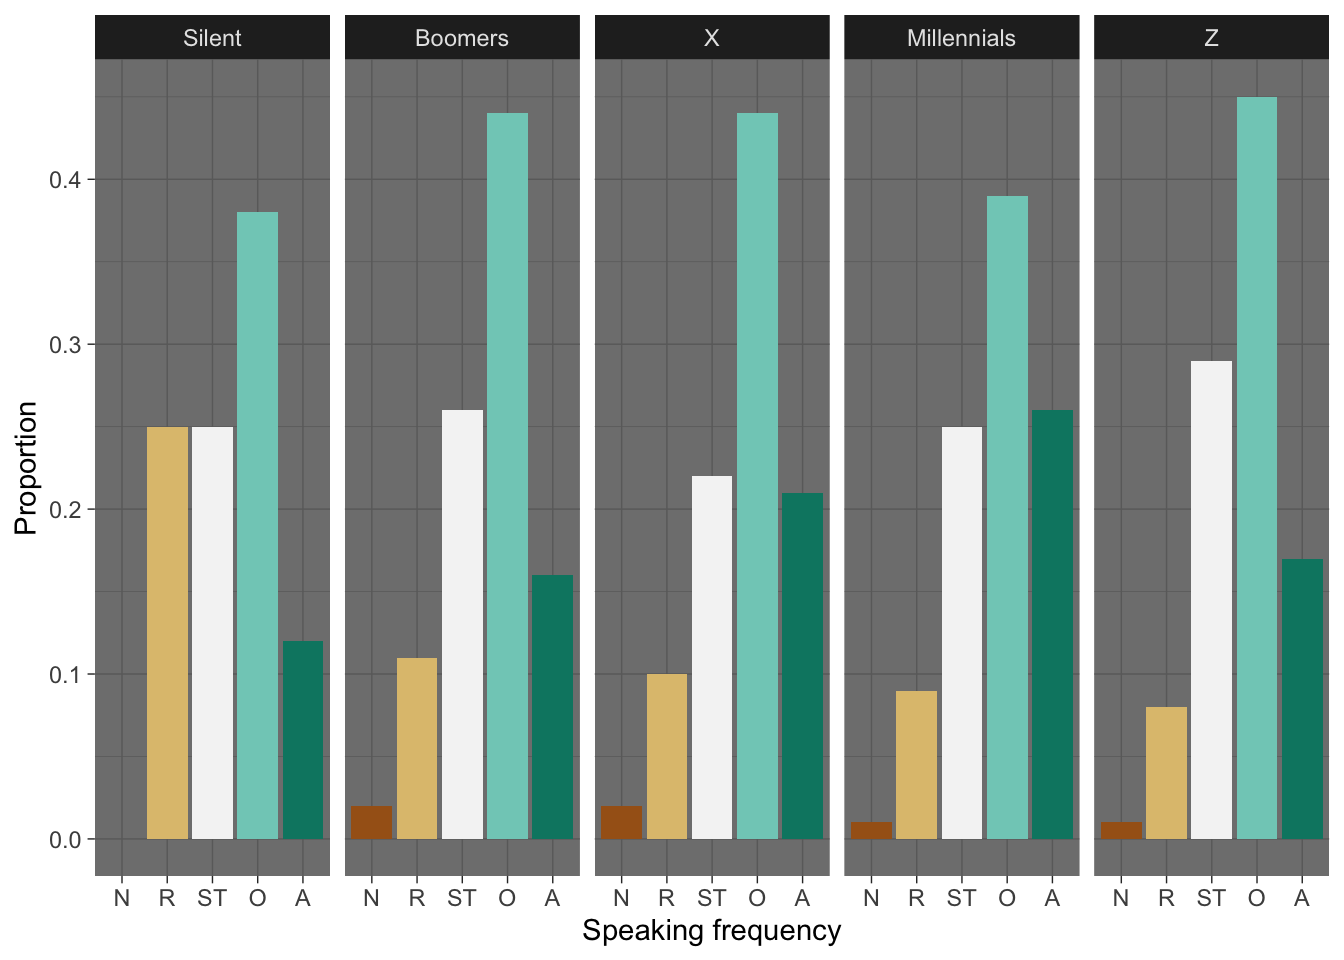 Silent Boomers X Millennials Z
0.4
0.3
0.2
0.1
0.0
Proportion
N R ST O A N R ST O A N R ST O A N R ST O A N R ST O A
Speaking frequency